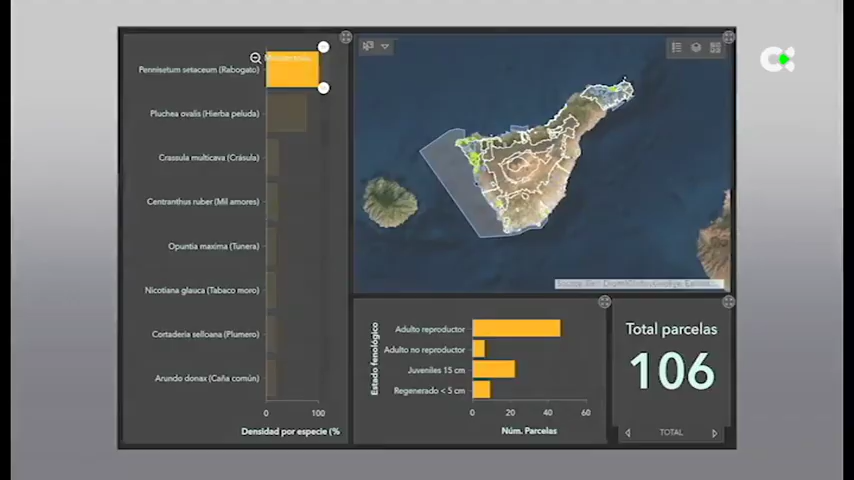 Pennisetum setaceum (Rabogato)
Pluchea ovalis (Hierba peluda)
Crassula multicava (Crásula)
Centranthus ruber (Mil amores)
Opuntia maxima (Tunera)
Nicotiana glauca (Tabaco moro)
Cortaderia selloana (Plumero)
Arundo donax (Caña común)
0 100
Densidad por especie (%
Estado fenológico
Adulto reproductor
Adulto no reproductor
Juveniles 15 cm
Regenerado < 5 cm
0 20 40 60
Núm. Parcelas
Total parcelas
106
TOTAL